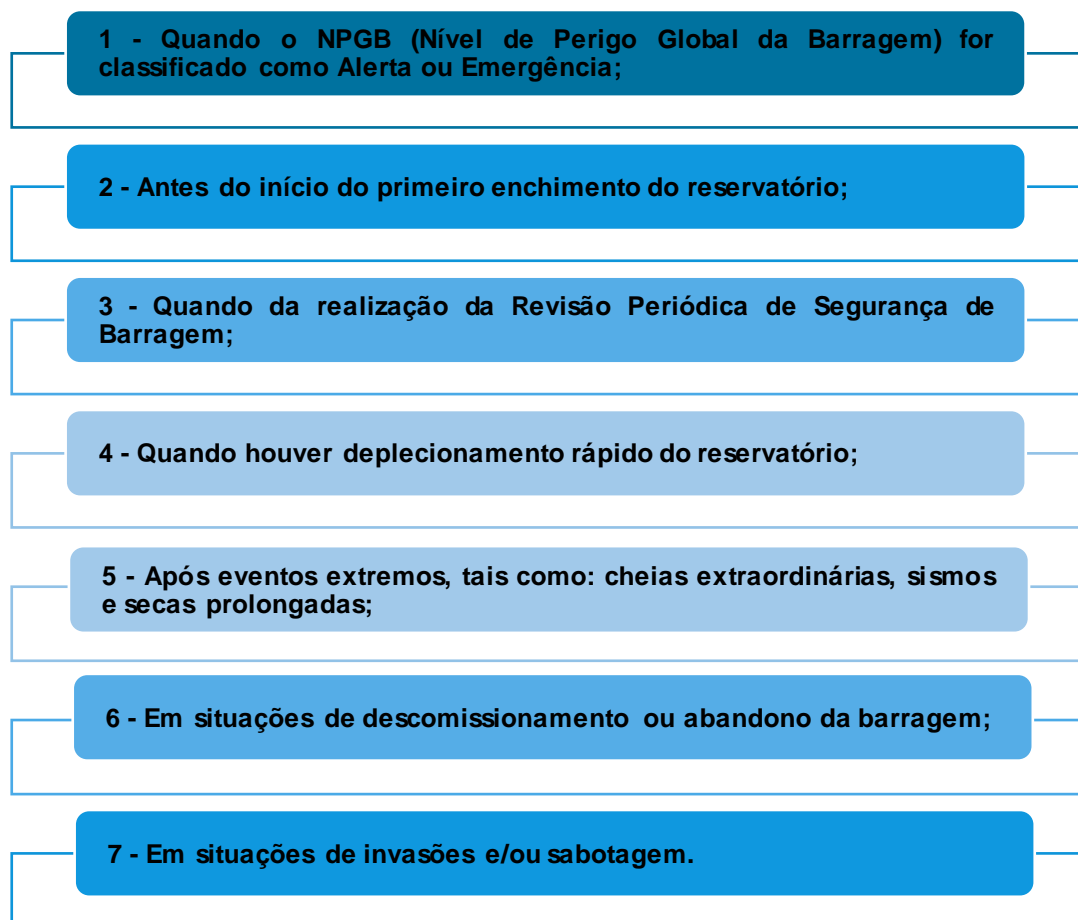 1 - Quando o NPGB (Nível de Perigo Global da Barragem) for
classificado como Alerta ou Emergência;
2 - Antes do início do primeiro enchimento do reservatório;
3 - Quando da realização da Revisão Periódica de Segurança de
Barragem;
4 - Quando houver deplecionamento rápido do reservatório;
5 - Após eventos extremos, tais como: cheias extraordinárias, sismos
e secas prolongadas;
6 - Em situações de descomissionamento ou abandono da barragem;
7 - Em situações de invasões e/ou sabotagem.